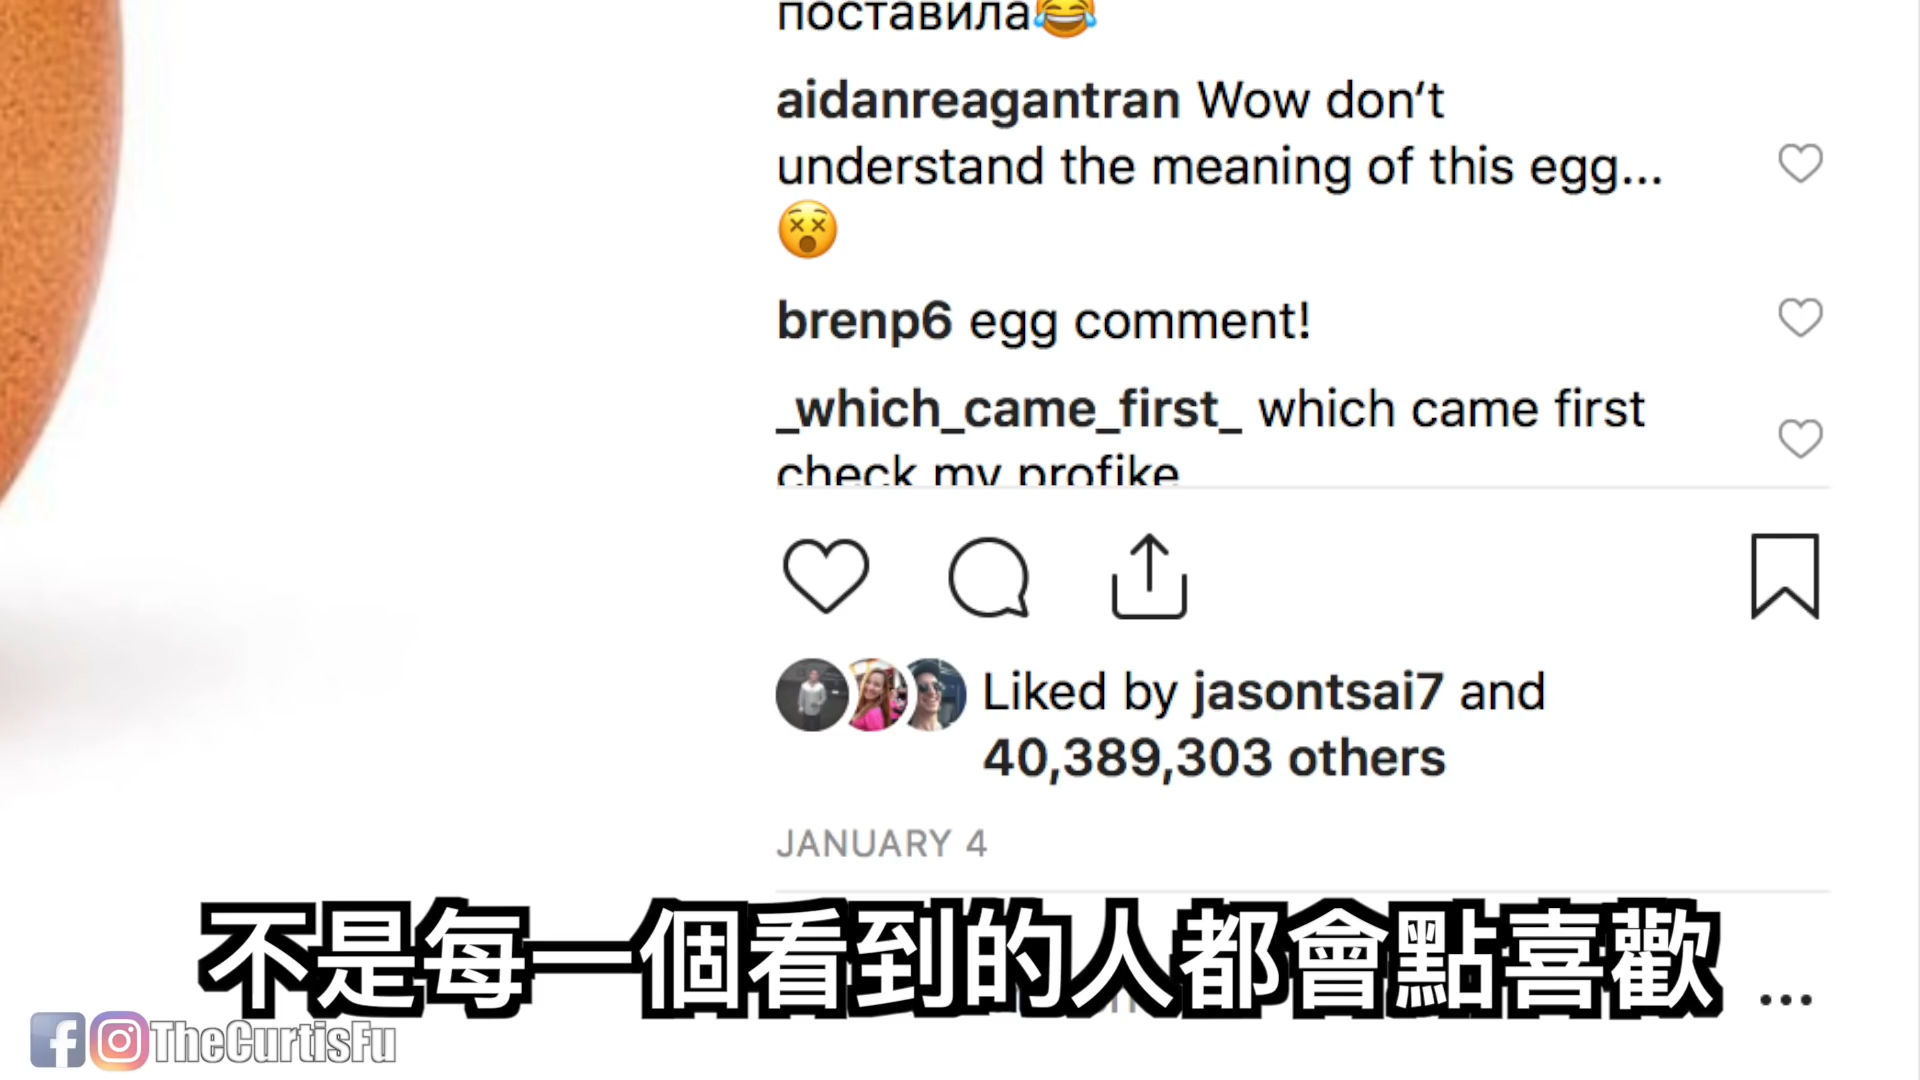 поставила😂
aidanreagantran Wow don‘t
understand the meaning of this egg...
😵
brenp6 egg comment!
_which_came_first_ which came first
check my profike
Liked by jasontsai7 and
40,389,303 others
JANUARY 4
不是每一個看到的人都會點喜歡
TheCurtisFu